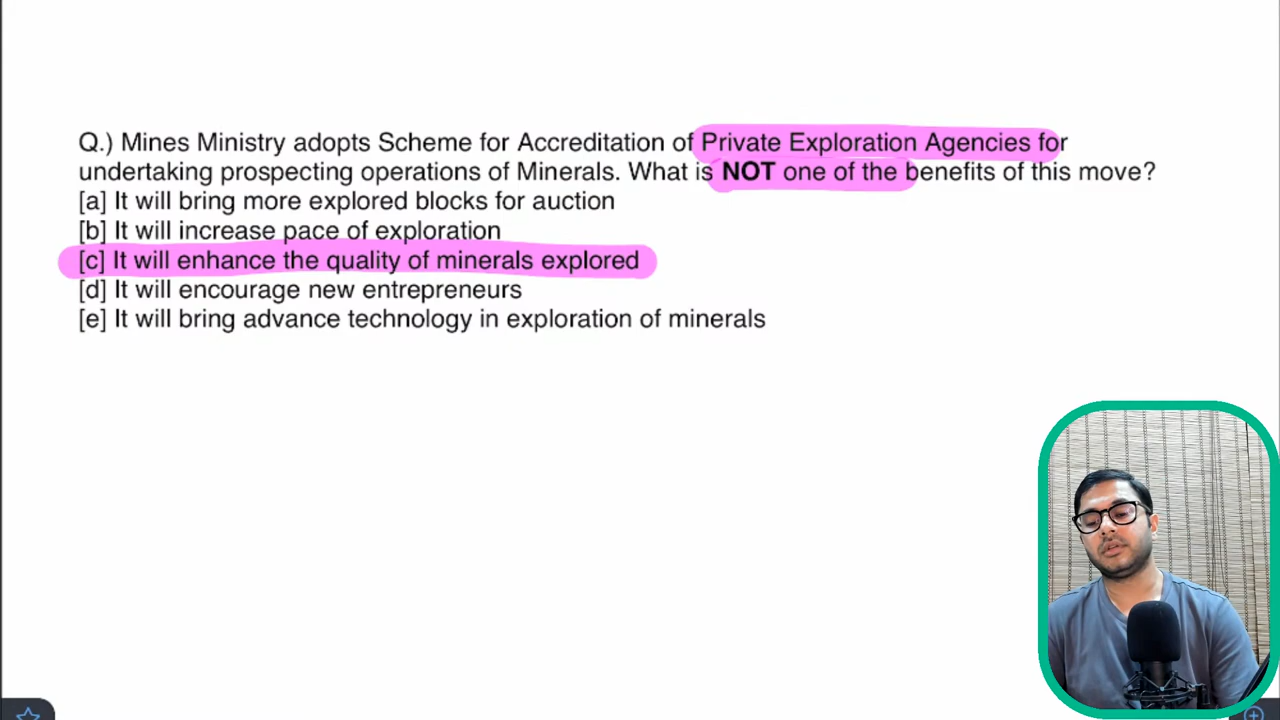 Q.) Mines Ministry adopts Scheme for Accreditation of Private Exploration Agencies for
undertaking prospecting operations of Minerals. What is NOT one of the benefits of this move?
[a] It will bring more explored blocks for auction
[b] It will increase pace of exploration
[c] It will enhance the quality of minerals explored
[d] It will encourage new entrepreneurs
[e] It will bring advance technology in exploration of minerals